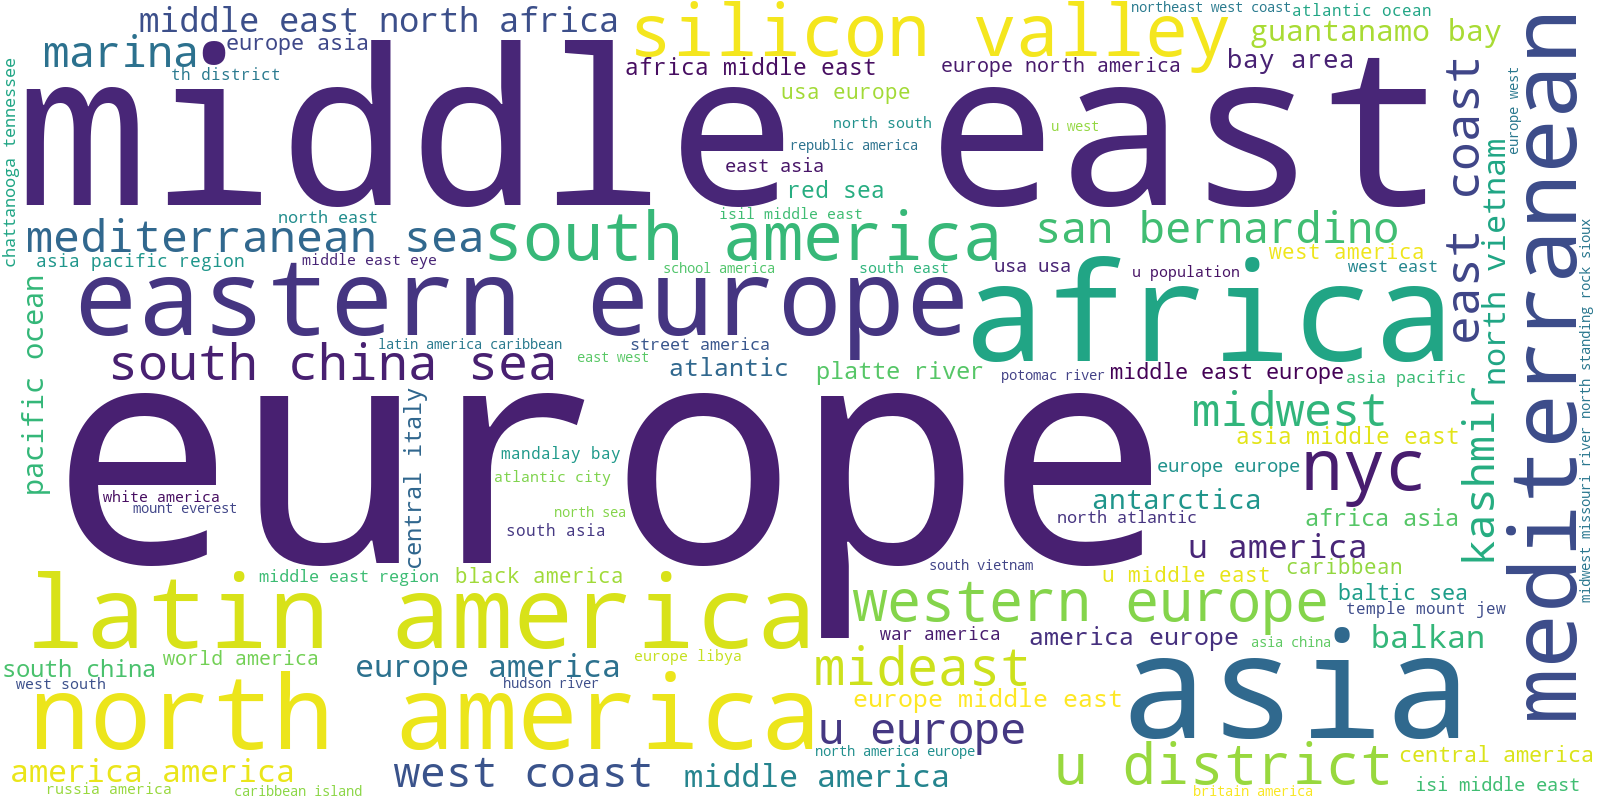 middle east north africa
silicon valley
northeast west coast
atlantic ocean
guantanamo bay
marina
europe asia
th district
africa middle east
europe north america
bay area
usa europe
north south
u west
republic america
east asia
red sea
middle east
east coast
north vietnam
europe west
mediterranean
chattanooga tennessee
north east
mediterranean sea
isil middle east
south america
san bernardino
west america
asia pacific region
middle east eye
school america
south east
usa usa
u population
west east
eastern europe
africa
pacific ocean
latin america caribbean
street america
south china sea
east west
atlantic
platte river
potomac river
middle east europe
asia pacific
midwest
kashmir
asia middle east
central italy
europe
mandalay bay
atlantic city
europe europe
nyc
white america
mount everest
north sea
south asia
antarctica
north atlantic
africa asia
u america
midwest missouri river north standing rock sioux
middle east region
black america
south vietnam
u middle east
caribbean
latin america
western europe
baltic sea
temple mount jew
war america
america europe
asia china
balkan
south china
world america
europe america
europe libya
mideast
asia
west south
hudson river
north america
europe middle east
u europe
north america europe
u district
central america
america america
west coast
middle america
isi middle east
russia america
caribbean island
britain america